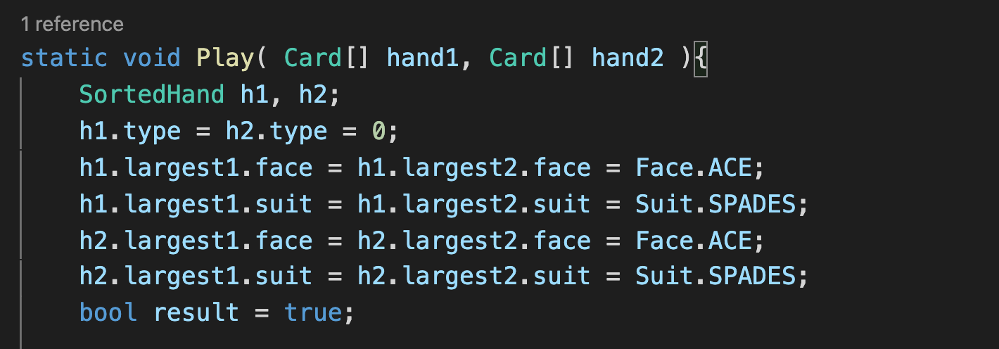 1 reference
static void Play( Card[] hand1, Card[] hand2 ){
    SortedHand h1, h2;
    h1.type = h2.type = 0;
    h1.largest1.face = h1.largest2.face = Face.ACE;
    h1.largest1.suit = h1.largest2.suit = Suit.SPADES;
    h2.largest1.face = h2.largest2.face = Face.ACE;
    h2.largest1.suit = h2.largest2.suit = Suit.SPADES;
    bool result = true;